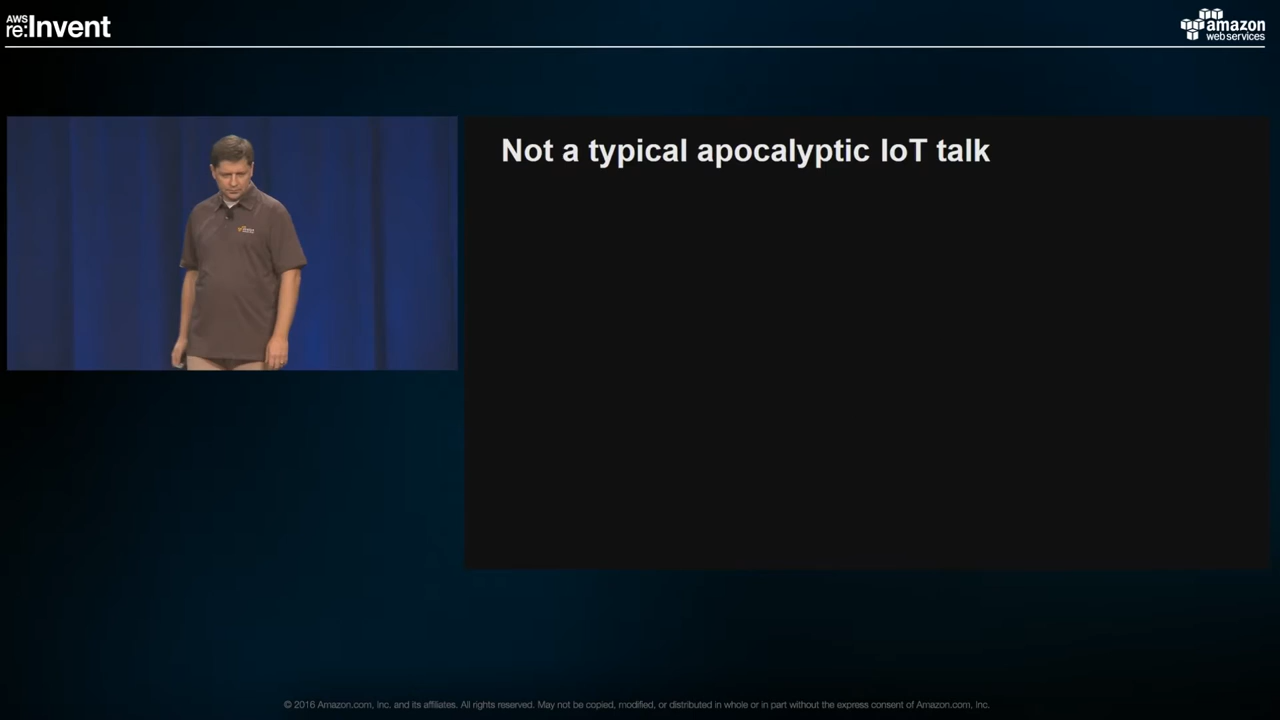 AWS
re:Invent
amazon
web services
Not a typical apocalyptic IoT talk
© 2016 Amazon.com, Inc. and its affiliates. All rights reserved. May not be copied, modified, or distributed in whole or in part without the express consent of Amazon.com, Inc.